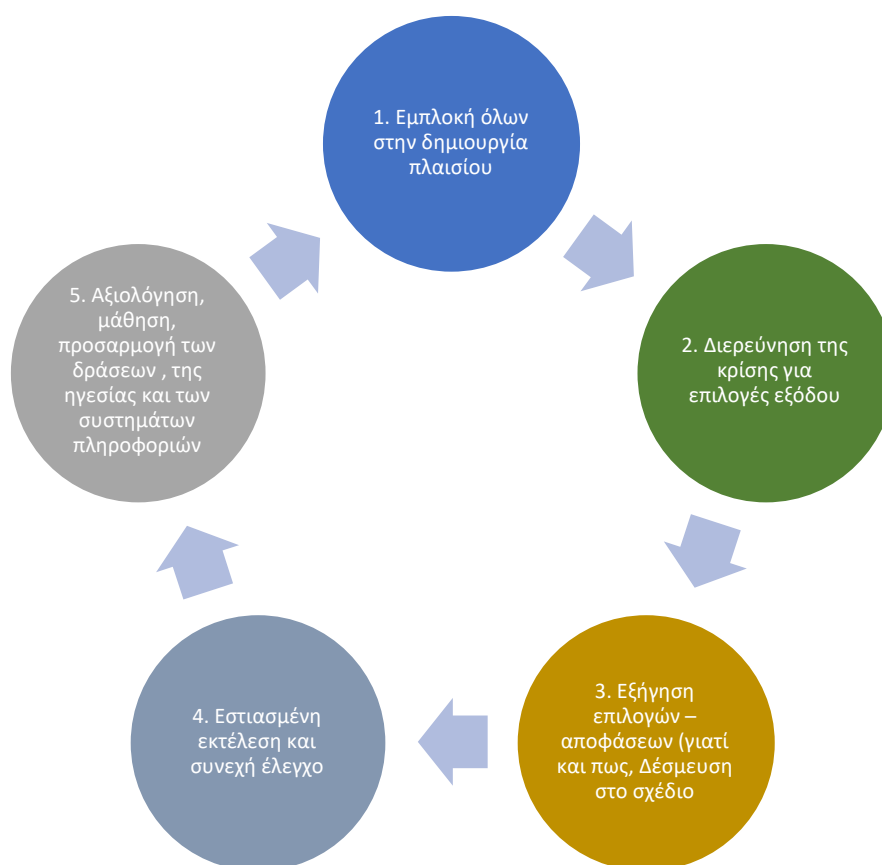 1. Εμπλοκή όλων
στην δημιουργία
πλαισίου
2. Διερεύνηση της
κρίσης για
επιλογές εξόδου
3. Εξήγηση
επιλογών –
αποφάσεων (γιατί
και πως, Δέσμευση
στο σχέδιο
4. Εστιασμένη
εκτέλεση και
συνεχή έλεγχο
5. Αξιολόγηση,
μάθηση,
προσαρμογή των
δράσεων , της
ηγεσίας και των
συστημάτων
πληροφοριών